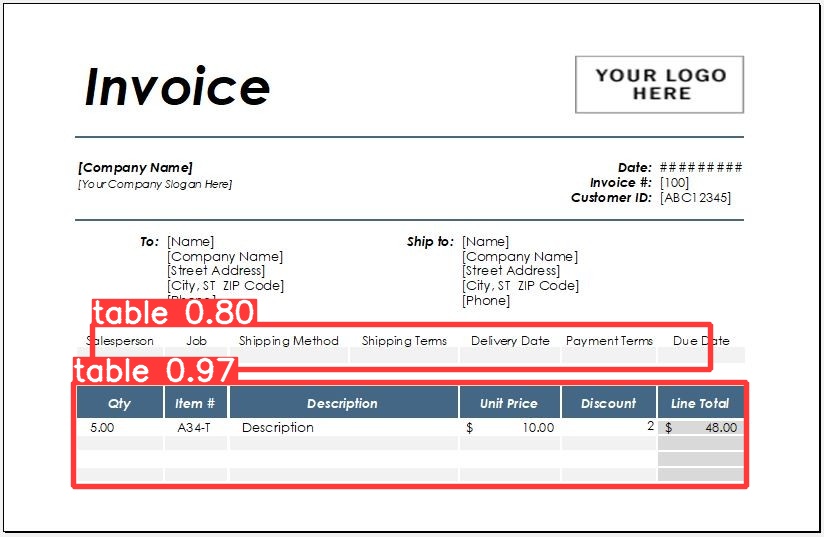 Invoice
YOUR LOGO
HERE
[Company Name]
[Your Company Slogan Here]
Date: #########
Invoice #: [100]
Customer ID: [ABC12345]
To: [Name]
[Company Name]
[Street Address]
[City, ST  ZIP Code]
Ship to: [Name]
[Company Name]
[Street Address]
[City, ST  ZIP Code]
[Phone]
table 0.80
Salesperson Job Shipping Method Shipping Terms Delivery Date Payment Terms Due Date
table 0.97
Qty Item # Description Unit Price Discount Line Total
5.00 A34-T Description $ 10.00 2 $ 48.00